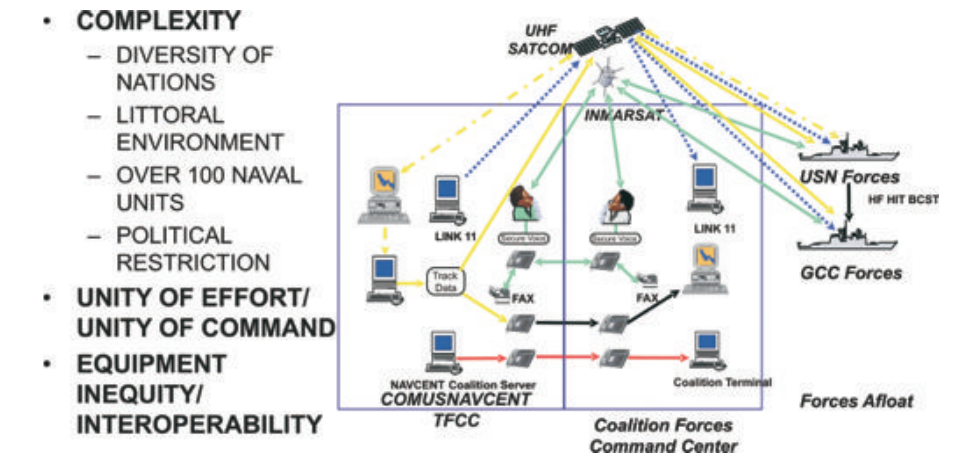 • COMPLEXITY
– DIVERSITY OF
NATIONS
– LITTORAL
ENVIRONMENT
– OVER 100 NAVAL
UNITS
– POLITICAL
RESTRICTION
• UNITY OF EFFORT/
UNITY OF COMMAND
• EQUIPMENT
INEQUITY/
INTEROPERABILITY
UHF
SATCOM
INMARSAT
LINK 11
Secure Voice
Secure Voice
LINK 11
Track
Data
FAX
FAX
NAVCENT Coalition Server
COMUSNAVCENT
TFCC
Coalition Terminal
Coalition Forces
Command Center
USN Forces
HF HIT BCST
GCC Forces
Forces Afloat